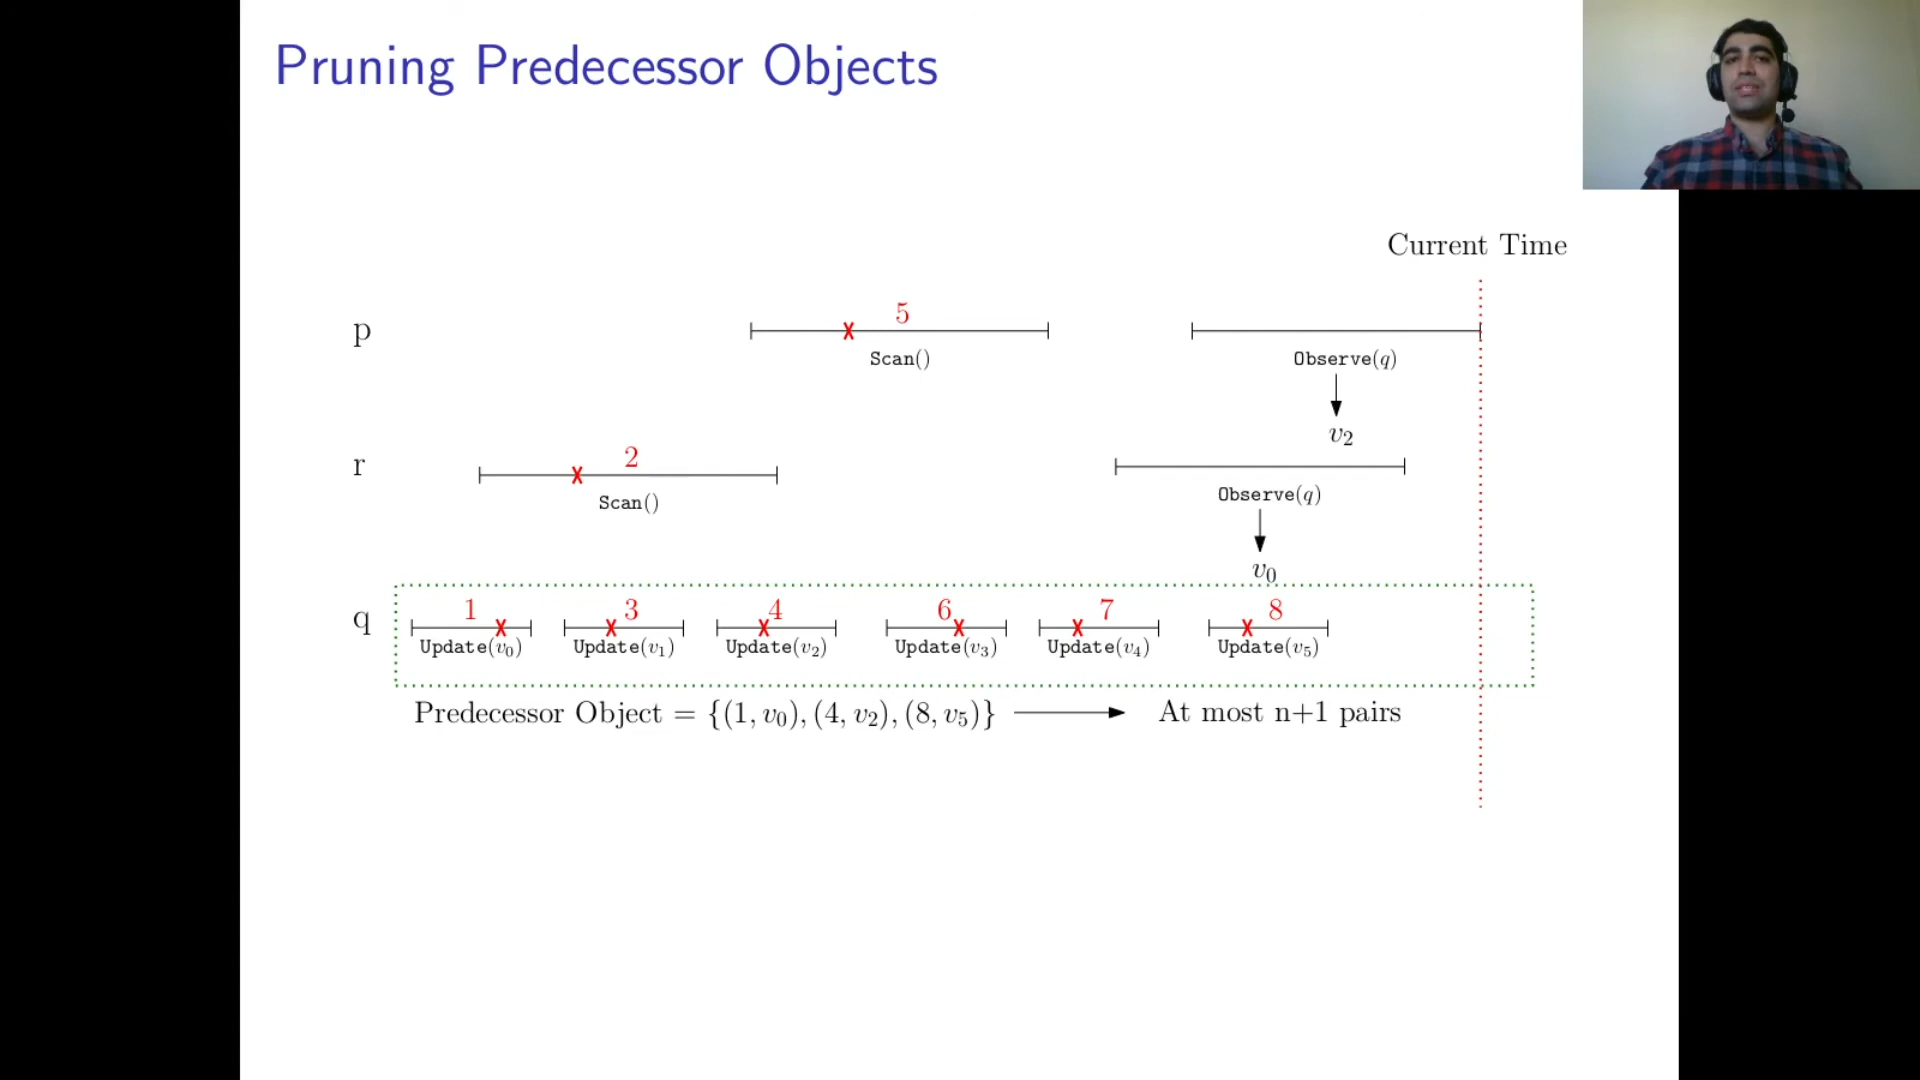 Pruning Predecessor Objects
Current Time
p
5
Scan()
Observe(q)
v₂
r
2
Scan()
Observe(q)
v₀
q
1 3 4 6 7 8
Update(v₀) Update(v₁) Update(v₂) Update(v₃) Update(v₄) Update(v₅)
Predecessor Object = {(1, v₀), (4, v₂), (8, v₅)} At most n+1 pairs